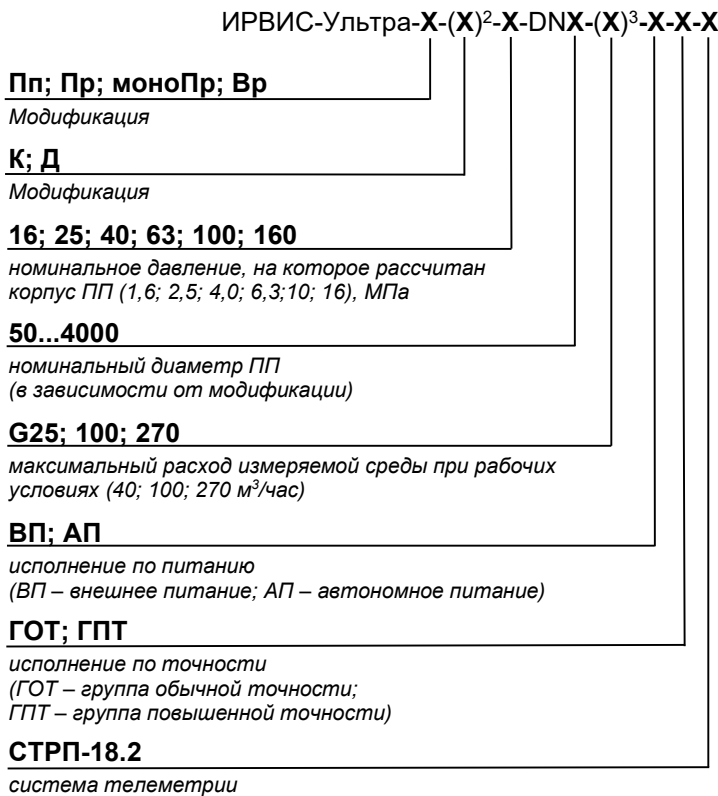 ИРВИС-Ультра-X-(X)²-X-DNX-(X)³-X-X-X
Пп; Пр; моноПр; Вр
Модификация
К; Д
Модификация
16; 25; 40; 63; 100; 160
номинальное давление, на которое рассчитан
корпус ПП (1,6; 2,5; 4,0; 6,3;10; 16), МПа
50...4000
номинальный диаметр ПП
(в зависимости от модификации)
G25; 100; 270
максимальный расход измеряемой среды при рабочих
условиях (40; 100; 270 м³/час)
ВП; АП
исполнение по питанию
(ВП – внешнее питание; АП – автономное питание)
ГОТ; ГПТ
исполнение по точности
(ГОТ – группа обычной точности;
ГПТ – группа повышенной точности)
СТРП-18.2
система телеметрии